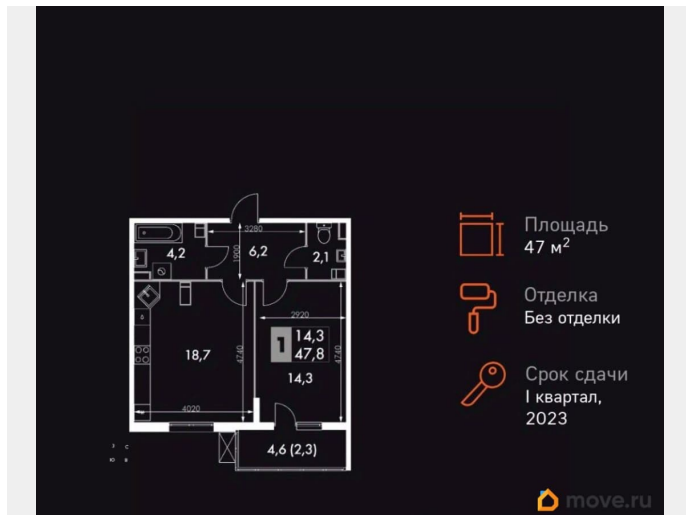 3280
4,2
1900
6,2
2,1
2920
1
14,3
47,8
18,7
4740
14,3
4740
4020
4,6 (2,3)
Площадь
47 м²
Отделка
Без отделки
Срок сдачи
I квартал,
2023
move.ru